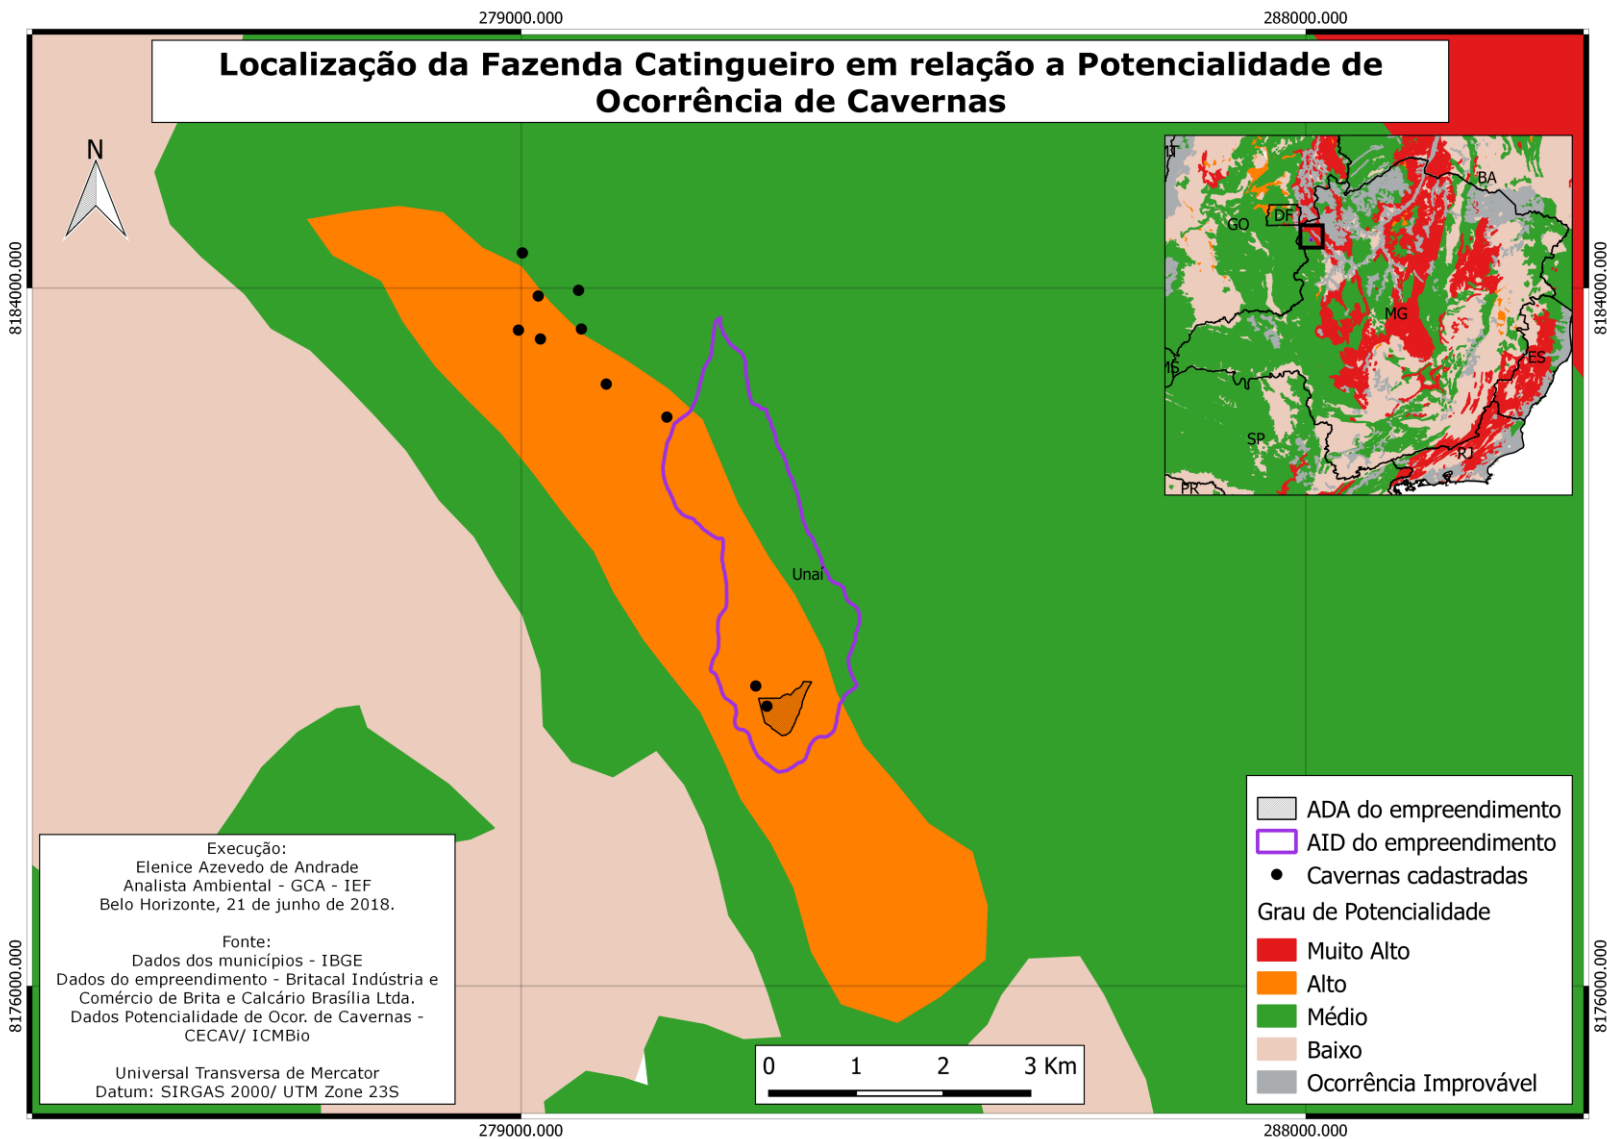 279000.000
288000.000
Localização da Fazenda Catingueiro em relação a Potencialidade de
Ocorrência de Cavernas
N
BA
DF
GO
MG
MS
ES
SP
RJ
PR
8184000.000
8184000.000
Unaí
ADA do empreendimento
AID do empreendimento
Cavernas cadastradas
Grau de Potencialidade
Muito Alto
Alto
Médio
Baixo
Ocorrência Improvável
Execução:
Elenice Azevedo de Andrade
Analista Ambiental - GCA - IEF
Belo Horizonte, 21 de junho de 2018.
Fonte:
Dados dos municípios - IBGE
Dados do empreendimento - Britacal Indústria e
Comércio de Brita e Calcário Brasília Ltda.
Dados Potencialidade de Ocor. de Cavernas -
CECAV/ ICMBio
Universal Transversa de Mercator
Datum: SIRGAS 2000/ UTM Zone 23S
8176000.000
8176000.000
0 1 2 3 Km
279000.000
288000.000